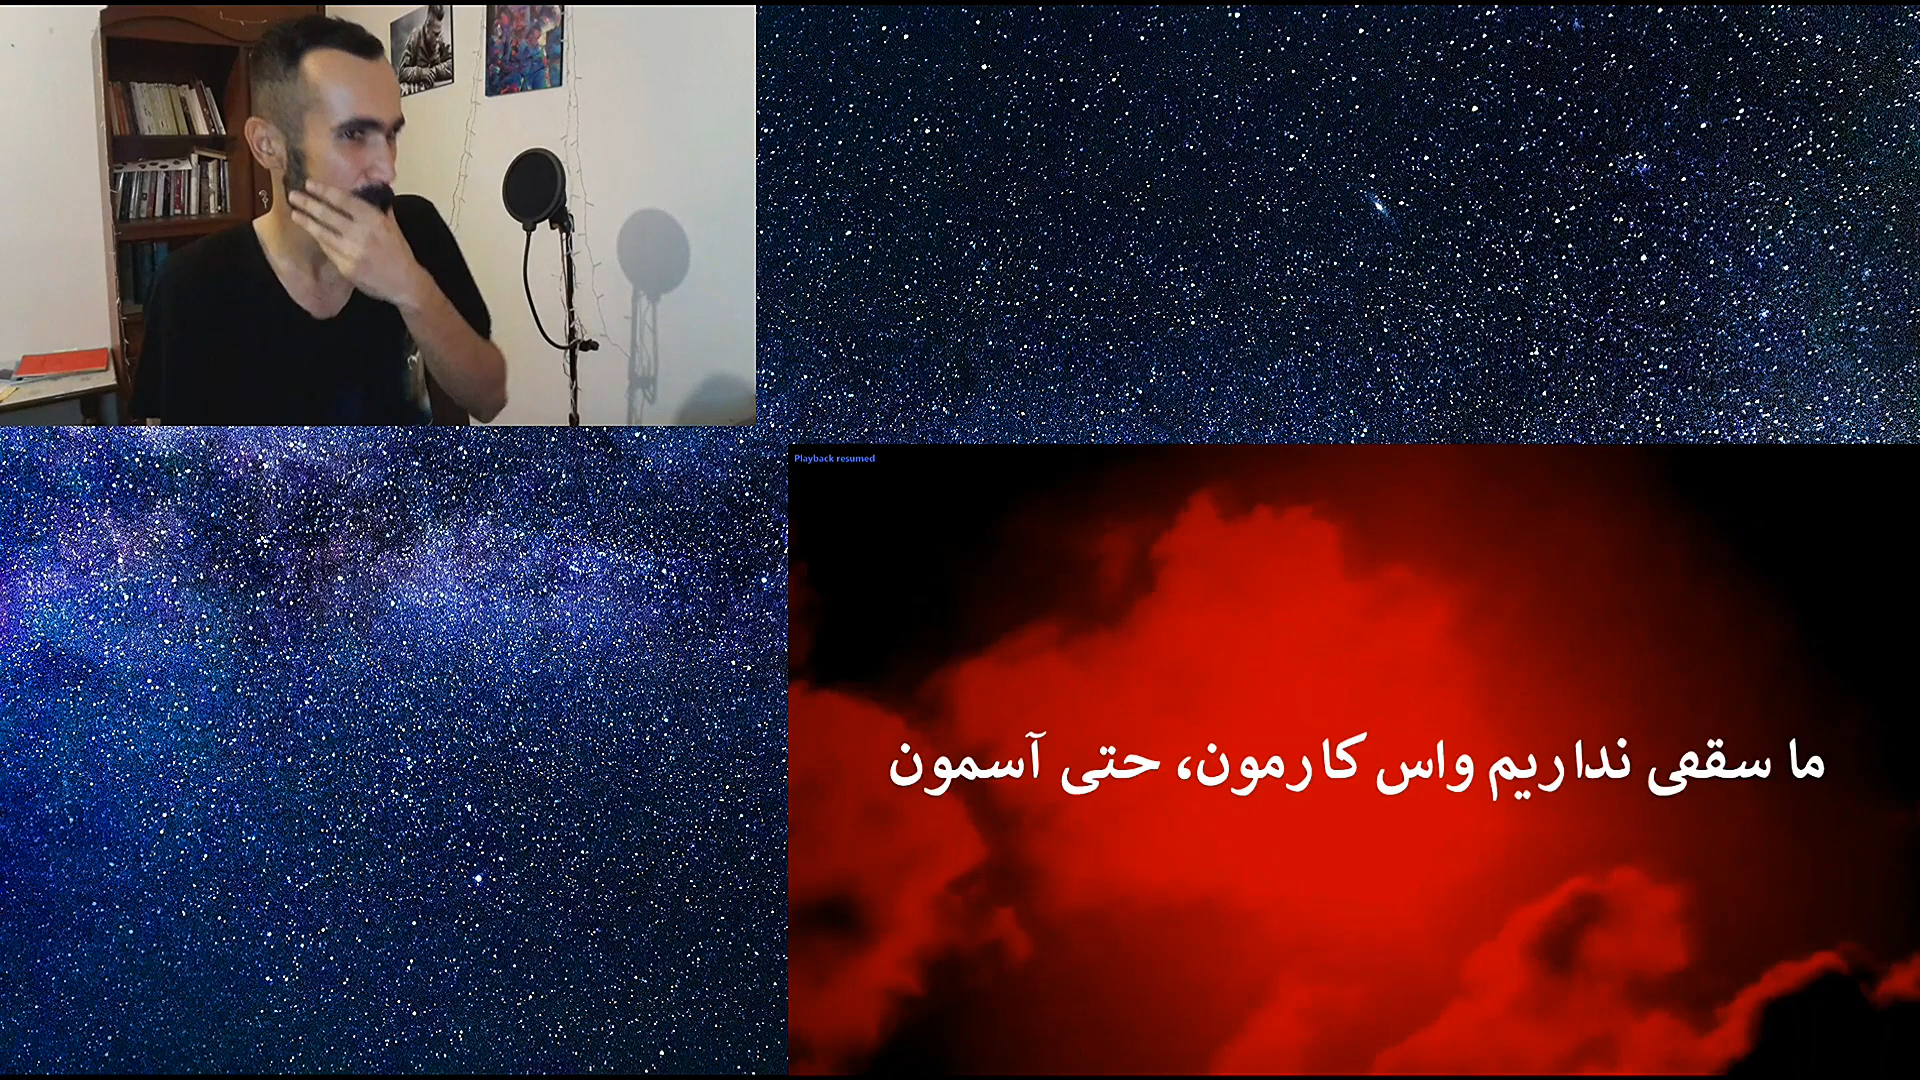 Playback resumed
ما سقفی نداریم واس کارمون، حتی آسمون